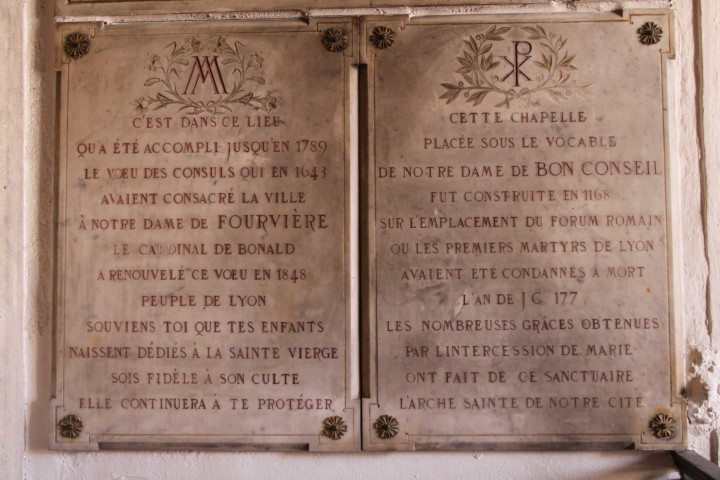 C'EST DANS CE LIEU
QU'A ÉTÉ ACCOMPLI JUSQU'EN 1789
LE VŒU DES CONSULS QUI EN 1643
AVAIENT CONSACRÉ LA VILLE
À NOTRE DAME DE FOURVIÈRE
LE CARDINAL DE BONALD
A RENOUVELÉ CE VŒU EN 1848
PEUPLE DE LYON
SOUVIENS TOI QUE TES ENFANTS
NAISSENT DÉDIÉS À LA SAINTE VIERGE
SOIS FIDÈLE À SON CULTE
ELLE CONTINUERA À TE PROTÉGER
CETTE CHAPELLE
PLACÉE SOUS LE VOCABLE
DE NOTRE DAME DE BON CONSEIL
FUT CONSTRUITE EN 1168
SUR L'EMPLACEMENT DU FORUM ROMAIN
OU LES PREMIERS MARTYRS DE LYON
AVAIENT ÉTÉ CONDAMNÉS À MORT
L'AN DE J C 177
LES NOMBREUSES GRÂCES OBTENUES
PAR L'INTERCESSION DE MARIE
ONT FAIT DE CE SANCTUAIRE
L'ARCHE SAINTE DE NOTRE CITÉ